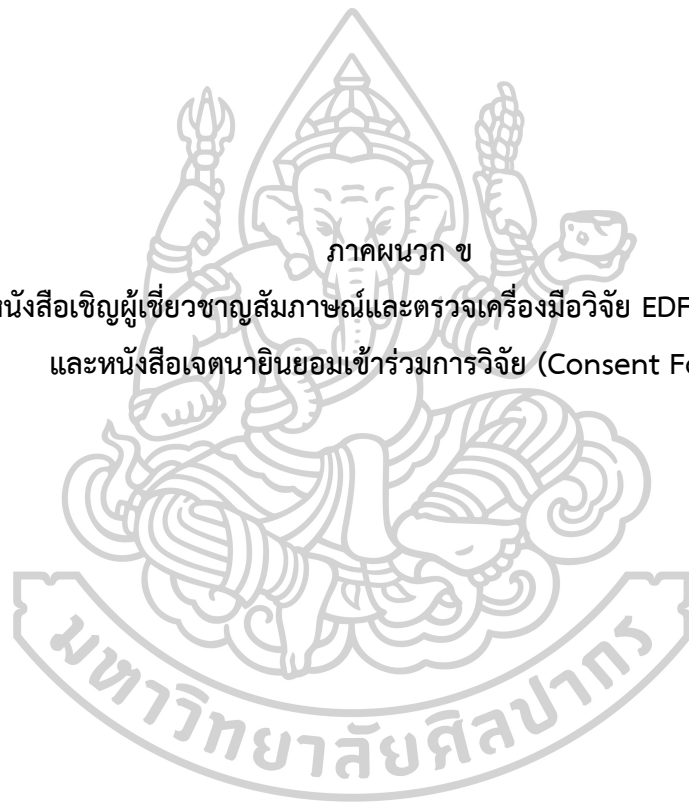 ภาคผนวก ข
นังสือเชิญผู้เชี่ยวชาญสัมภาษณ์และตรวจเครื่องมือวิจัย EDF
และหนังสือเจตนายินยอมเข้าร่วมการวิจัย (Consent Fo
มหาวิทยาลัยศิลปากร